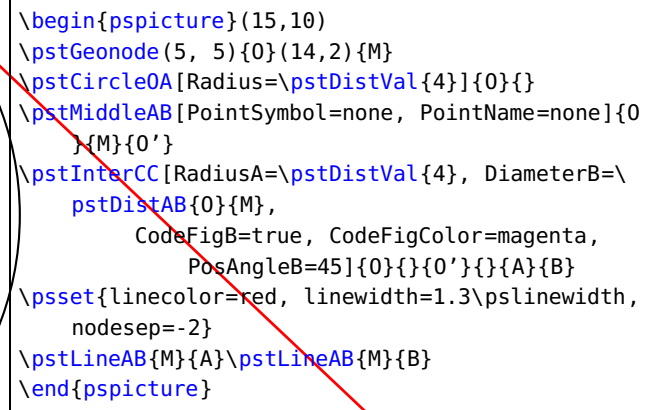 \begin{pspicture}(15,10)
\pstGeonode(5, 5){O}(14,2){M}
\pstCircleOA[Radius=\pstDistVal{4}]{O}{}
\pstMiddleAB[PointSymbol=none, PointName=none]{O
}{M}{O’}
\pstInterCC[RadiusA=\pstDistVal{4}, DiameterB=\
pstDistAB{O}{M},
CodeFigB=true, CodeFigColor=magenta,
PosAngleB=45]{O}{}{O’}{}{A}{B}
\psset{linecolor=red, linewidth=1.3\pslinewidth,
nodesep=-2}
\pstLineAB{M}{A}\pstLineAB{M}{B}
\end{pspicture}